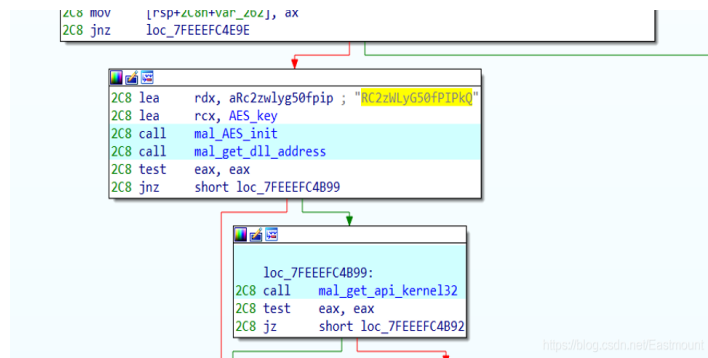 2C8 mov [rsp+2C8h+var_262], ax
2C8 jnz loc_7FEEEFC4E9E
2C8 lea rdx, aRc2zwlyg50fpip ; "RC2zWLyG50fPIPkQ"
2C8 lea rcx, AES_key
2C8 call mal_AES_init
2C8 call mal_get_dll_address
2C8 test eax, eax
2C8 jnz short loc_7FEEEFC4B99
loc_7FEEEFC4B99:
2C8 call mal_get_api_kernel32
2C8 test eax, eax
2C8 jz short loc_7FEEEFC4B92
https://blog.csdn.net/Eastmount